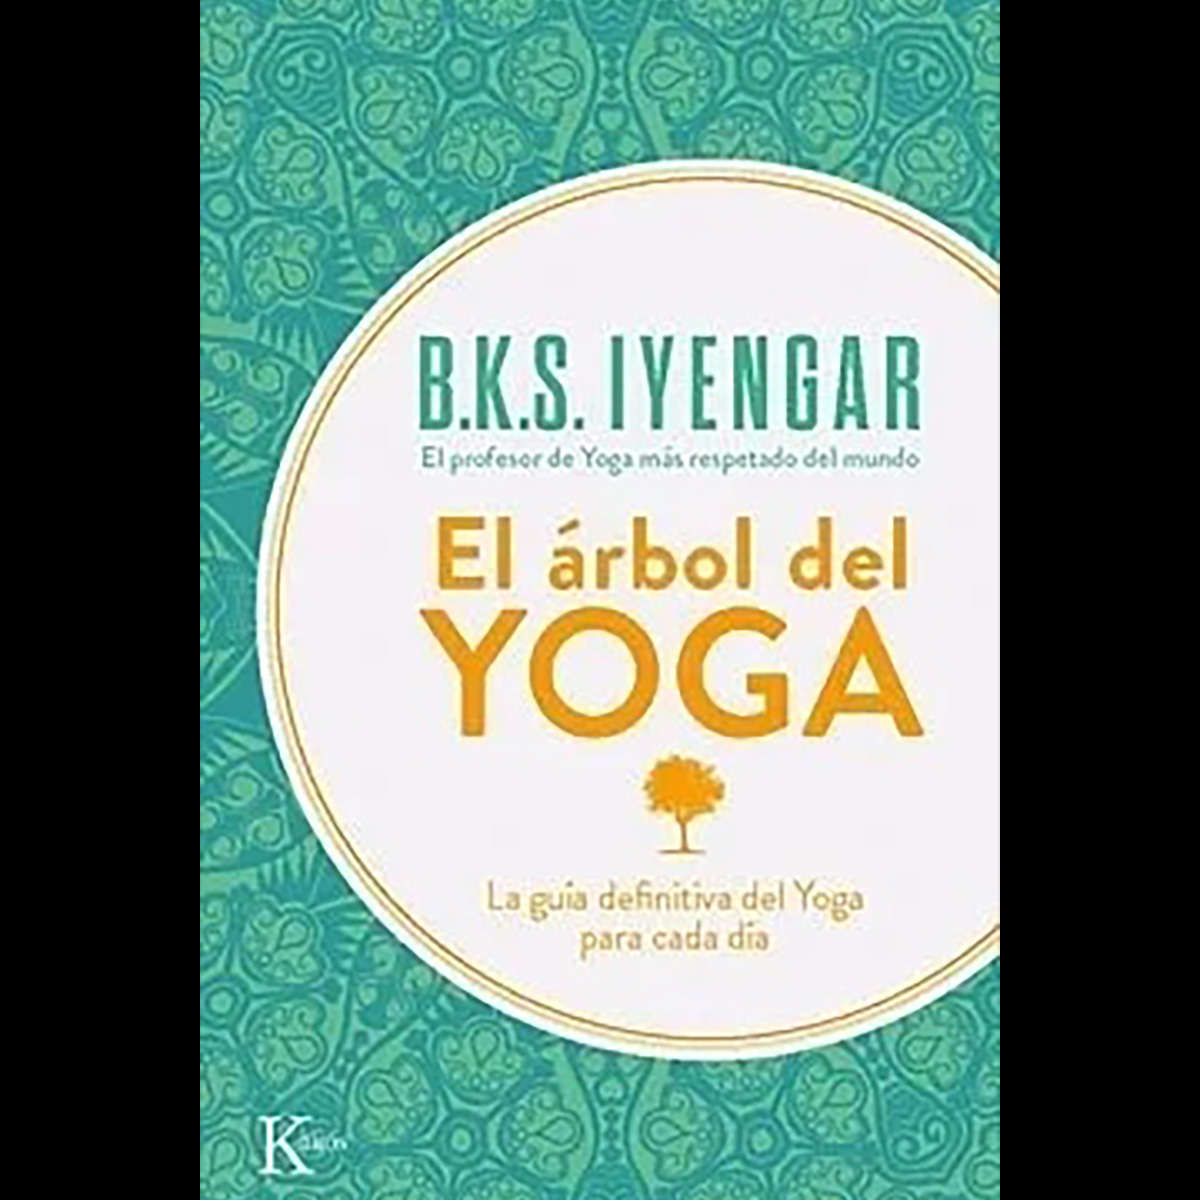 B.K.S. IYENGAR
El profesor de Yoga más respetado del mundo
El árbol del
YOGA
La guía definitiva del Yoga
para cada día
Kairós